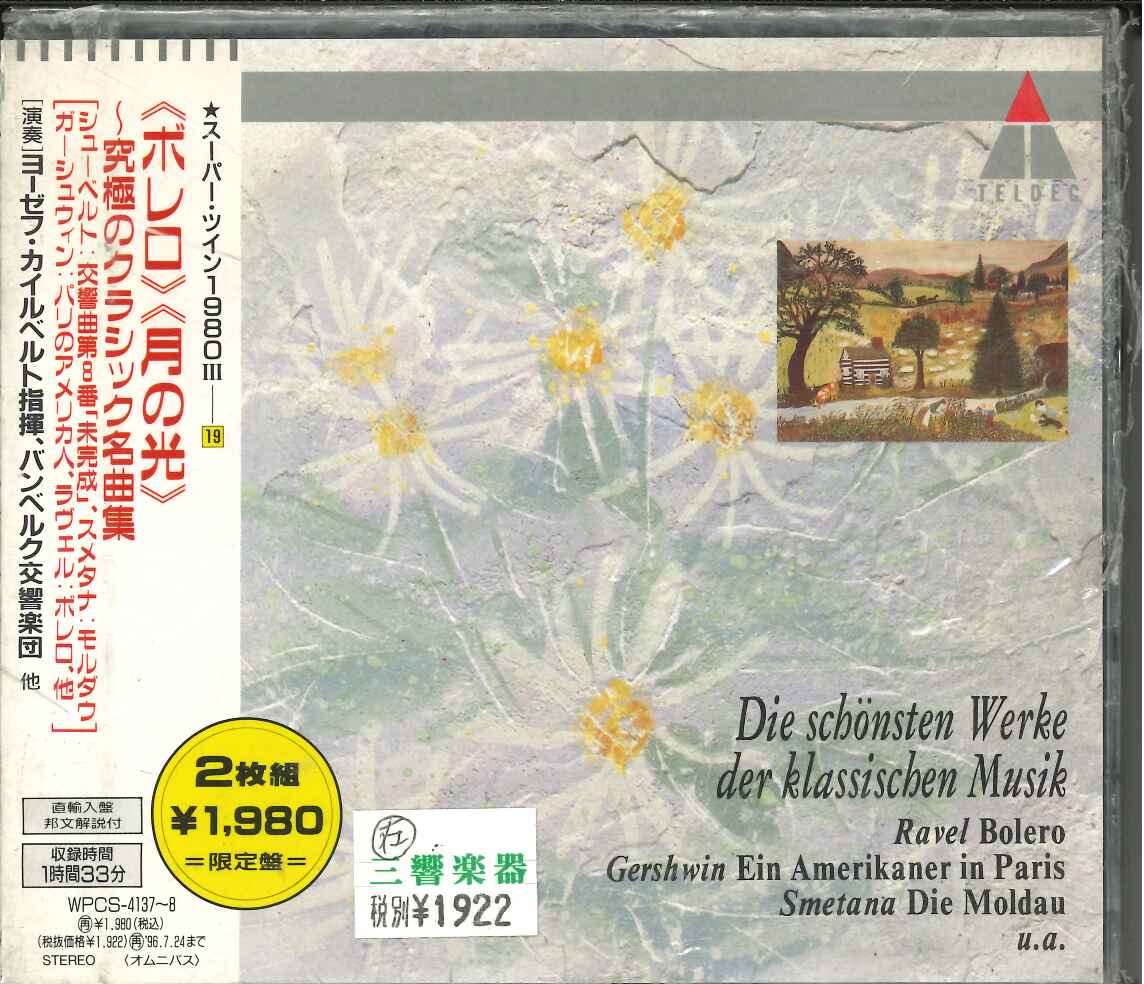 ★スーパー・ツイン1980III——19
《ボレロ》《月の光》
～究極のクラシック名曲集
[シューベルト：交響曲第8番「未完成」、スメタナ：モルダウ
ガーシュウィン：パリのアメリカ人、ラヴェル：ボレロ、他]
[演奏]ヨーゼフ・カイルベルト指揮、バンベルク交響楽団 他
2枚組
¥1,980
=限定盤=
直輸入盤
邦文解説付
収録時間
1時間33分
WPCS-4137〜8
再¥1,980(税込)
(税抜価格¥1,922)再'96.7.24まで
STEREO 〈オムニバス〉
在
三響楽器
税別¥1922
TELDEC
Die schönsten Werke
der klassischen Musik
Ravel Bolero
Gershwin Ein Amerikaner in Paris
Smetana Die Moldau
u.a.